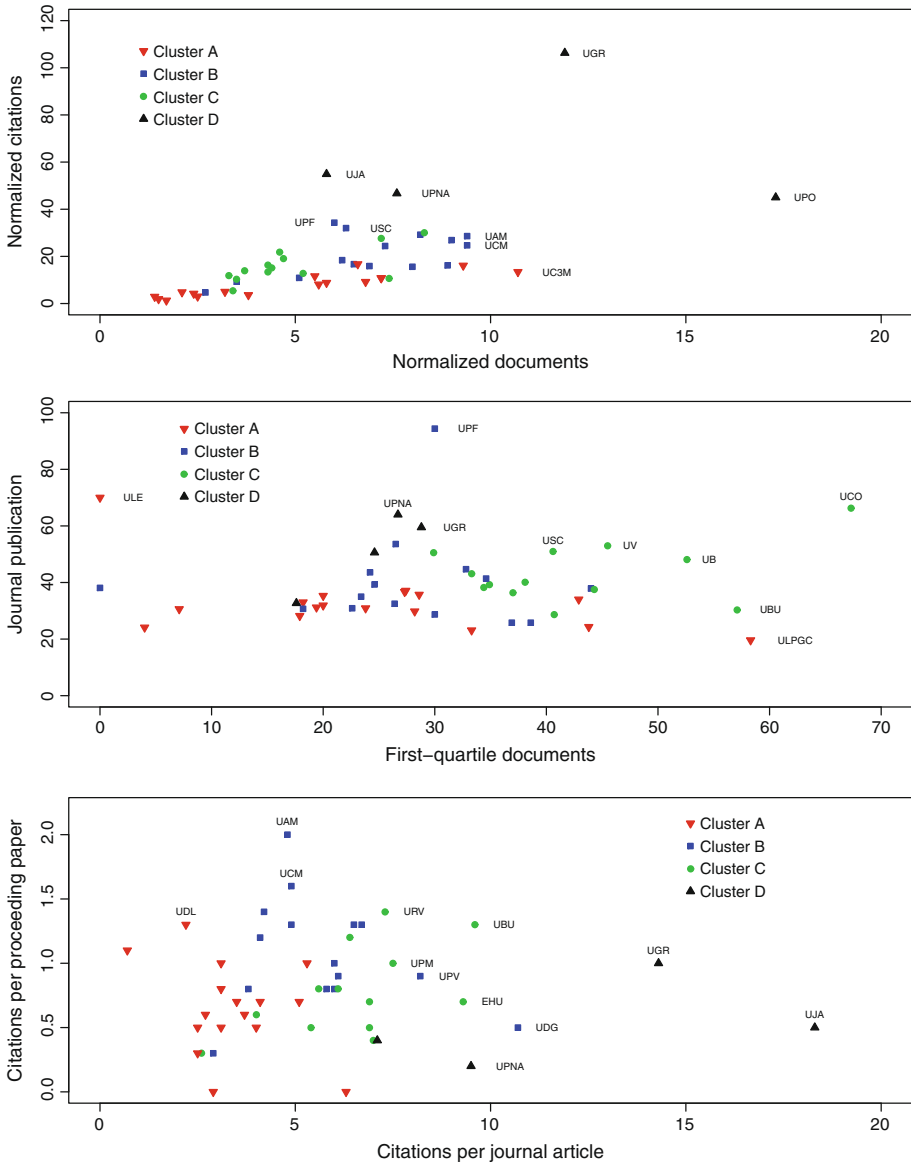 Normalized citations
120
100
80
60
40
20
0
Cluster A
Cluster B
Cluster C
Cluster D
UGR
UJA
UPNA
UPO
UPF
USC
UAM
UCM
UC3M
0 5 10 15 20
Normalized documents
Journal publication
100
80
60
40
20
0
Cluster A
Cluster B
Cluster C
Cluster D
UPF
ULE
UPNA
UGR
USC
UV
UCO
UB
UBU
ULPGC
0 10 20 30 40 50 60 70
First-quartile documents
Citations per proceeding paper
2.0
1.5
1.0
0.5
0.0
Cluster A
Cluster B
Cluster C
Cluster D
UAM
UCM
UDL
URV
UBU
UGR
UPM
UPV
EHU
UDG
UJA
UPNA
0 5 10 15 20
Citations per journal article